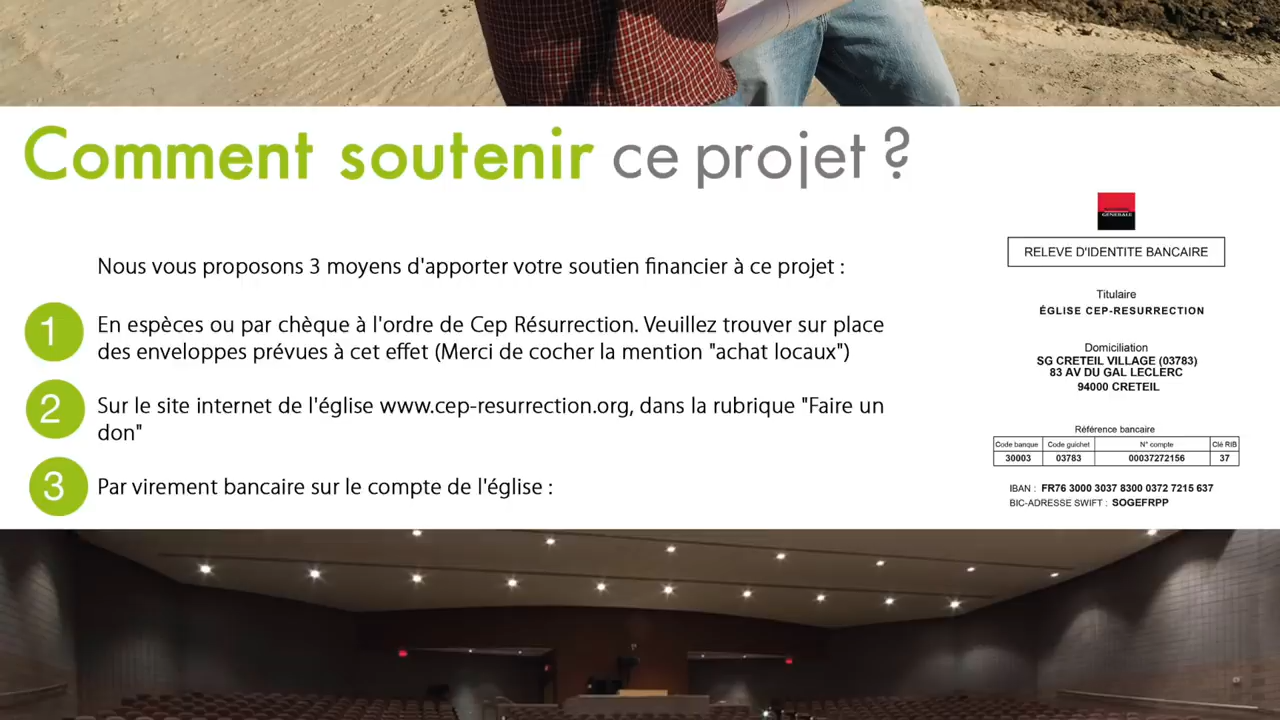 Comment soutenir ce projet ?
Nous vous proposons 3 moyens d'apporter votre soutien financier à ce projet :
1 En espèces ou par chèque à l'ordre de Cep Résurrection. Veuillez trouver sur place
des enveloppes prévues à cet effet (Merci de cocher la mention "achat locaux")
2 Sur le site internet de l'église www.cep-resurrection.org, dans la rubrique "Faire un
don"
3 Par virement bancaire sur le compte de l'église :
GENERALE
RELEVE D'IDENTITE BANCAIRE
Titulaire
ÉGLISE CEP-RESURRECTION
Domiciliation
SG CRETEIL VILLAGE (03783)
83 AV DU GAL LECLERC
94000 CRETEIL
Référence bancaire
Code banque Code guichet N° compte Clé RIB
30003 03783 00037272156 37
IBAN : FR76 3000 3037 8300 0372 7215 637
BIC-ADRESSE SWIFT : SOGEFRPP